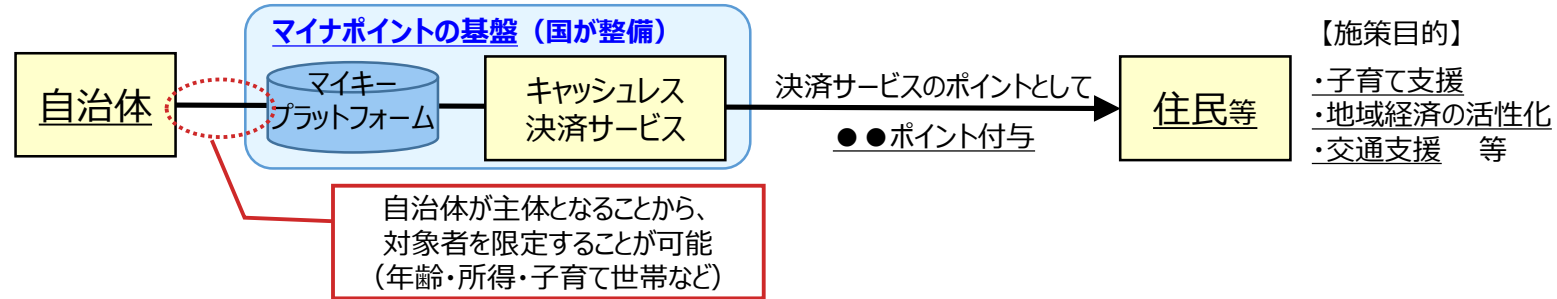 マイナポイントの基盤（国が整備）
自治体
マイキー
プラットフォーム
キャッシュレス
決済サービス
決済サービスのポイントとして
●●ポイント付与
住民等
【施策目的】
・子育て支援
・地域経済の活性化
・交通支援　等
自治体が主体となることから、
対象者を限定することが可能
（年齢・所得・子育て世帯など）